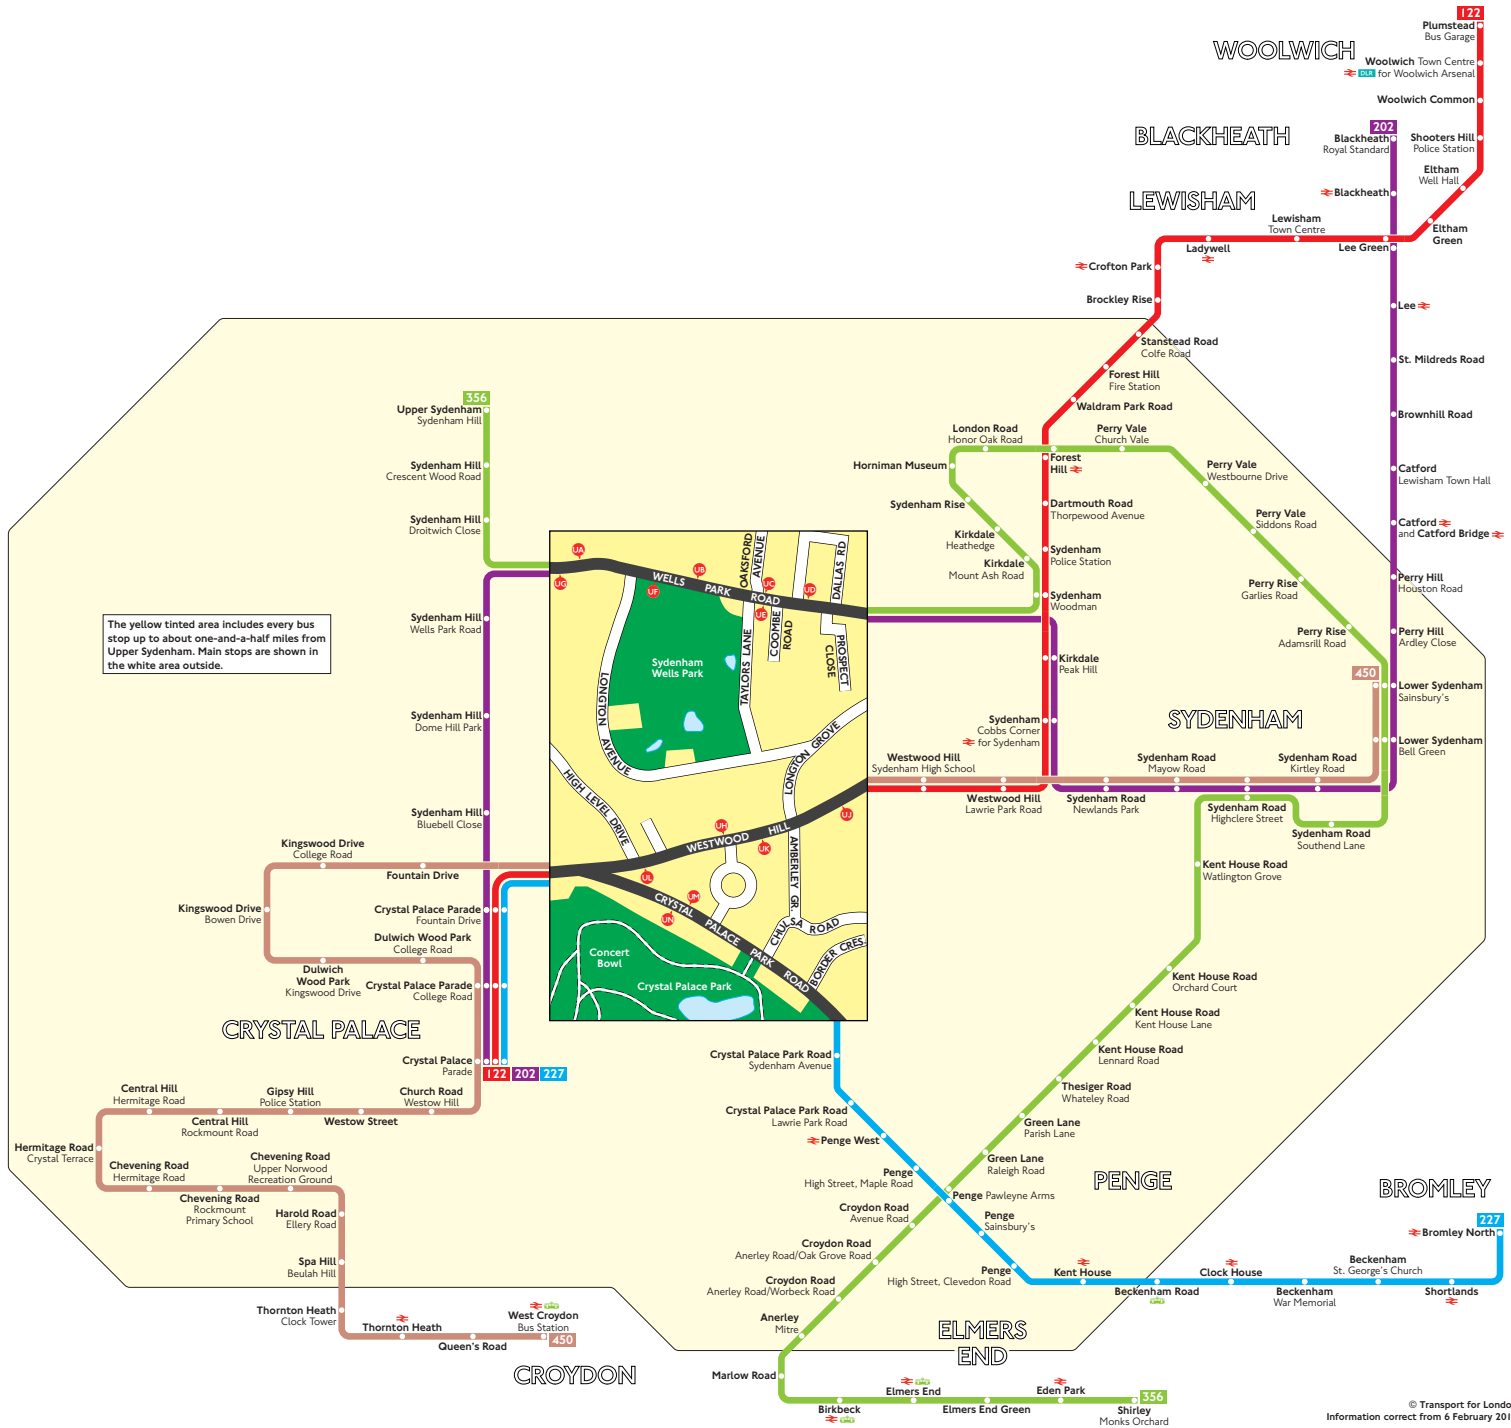 122
Plumstead
Bus Garage
WOOLWICH
Woolwich Town Centre
DLR for Woolwich Arsenal
Woolwich Common
202
BLACKHEATH
Blackheath
Royal Standard
Shooters Hill
Police Station
Eltham
Well Hall
Blackheath
LEWISHAM
Lewisham
Town Centre
Eltham
Green
Ladywell
Lee Green
Crofton Park
Brockley Rise
Lee
Stanstead Road
Colfe Road
St. Mildreds Road
Forest Hill
Fire Station
Waldram Park Road
Brownhill Road
356
Upper Sydenham
Sydenham Hill
London Road
Honor Oak Road
Perry Vale
Church Vale
Sydenham Hill
Crescent Wood Road
Horniman Museum
Forest
Hill
Perry Vale
Westbourne Drive
Catford
Lewisham Town Hall
Sydenham Rise
Dartmouth Road
Thorpewood Avenue
Perry Vale
Siddons Road
Sydenham Hill
Droitwich Close
Catford
and Catford Bridge
Kirkdale
Heathedge
Sydenham
Police Station
Kirkdale
Mount Ash Road
Perry Rise
Garlies Road
Perry Hill
Houston Road
Sydenham
Woodman
Sydenham Hill
Wells Park Road
The yellow tinted area includes every bus
stop up to about one-and-a-half miles from
Upper Sydenham. Main stops are shown in
the white area outside.
Perry Rise
Adamsrill Road
Perry Hill
Ardley Close
Kirkdale
Peak Hill
450
Lower Sydenham
Sainsbury's
SYDENHAM
Sydenham Hill
Dome Hill Park
Sydenham
Cobbs Corner
for Sydenham
Lower Sydenham
Bell Green
Westwood Hill
Sydenham High School
Sydenham Road
Mayow Road
Sydenham Road
Kirtley Road
Westwood Hill
Lawrie Park Road
Sydenham Road
Newlands Park
Sydenham Road
Highclere Street
Sydenham Road
Southend Lane
Sydenham Hill
Bluebell Close
UA
UG
UB
UF
UC
UE
UD
WELLS PARK ROAD
OAKSFORD
AVENUE
DALLAS RD
COOMBE
ROAD
TAYLORS LANE
PROSPECT
CLOSE
Sydenham
Wells Park
LONGTON
AVENUE
LONGTON GROVE
HIGH LEVEL DRIVE
WESTWOOD HILL
UH
UJ
UK
UL
UM
UN
AMBERLEY GR.
CRYSTAL PALACE PARK ROAD
CHULSA ROAD
BORDER CRES.
Concert
Bowl
Crystal Palace Park
Kingswood Drive
College Road
Fountain Drive
Kingswood Drive
Bowen Drive
Crystal Palace Parade
Fountain Drive
Dulwich Wood Park
College Road
Dulwich
Wood Park
Kingswood Drive
Crystal Palace Parade
College Road
CRYSTAL PALACE
Crystal Palace
Parade
122 202 227
Kent House Road
Watlington Grove
Kent House Road
Orchard Court
Kent House Road
Kent House Lane
Kent House Road
Lennard Road
Thesiger Road
Whateley Road
Green Lane
Parish Lane
Green Lane
Raleigh Road
Crystal Palace Park Road
Sydenham Avenue
Crystal Palace Park Road
Lawrie Park Road
Penge West
Penge
High Street, Maple Road
Penge Pawleyne Arms
PENGE
Penge
Sainsbury's
Penge
High Street, Clevedon Road
Kent House
Beckenham Road
Clock House
Beckenham
War Memorial
Beckenham
St. George's Church
Shortlands
Bromley North
227
BROMLEY
Central Hill
Hermitage Road
Gipsy Hill
Police Station
Church Road
Westow Hill
Central Hill
Rockmount Road
Westow Street
Hermitage Road
Crystal Terrace
Chevening Road
Hermitage Road
Chevening Road
Upper Norwood
Recreation Ground
Chevening Road
Rockmount
Primary School
Harold Road
Ellery Road
Spa Hill
Beulah Hill
Thornton Heath
Clock Tower
Thornton Heath
Queen's Road
West Croydon
Bus Station
450
CROYDON
Croydon Road
Avenue Road
Croydon Road
Anerley Road/Oak Grove Road
Croydon Road
Anerley Road/Worbeck Road
Anerley
Mitre
ELMERS
END
Marlow Road
Birkbeck
Elmers End
Elmers End Green
Eden Park
Shirley
Monks Orchard
356
© Transport for Lond
Information correct from 6 February 201